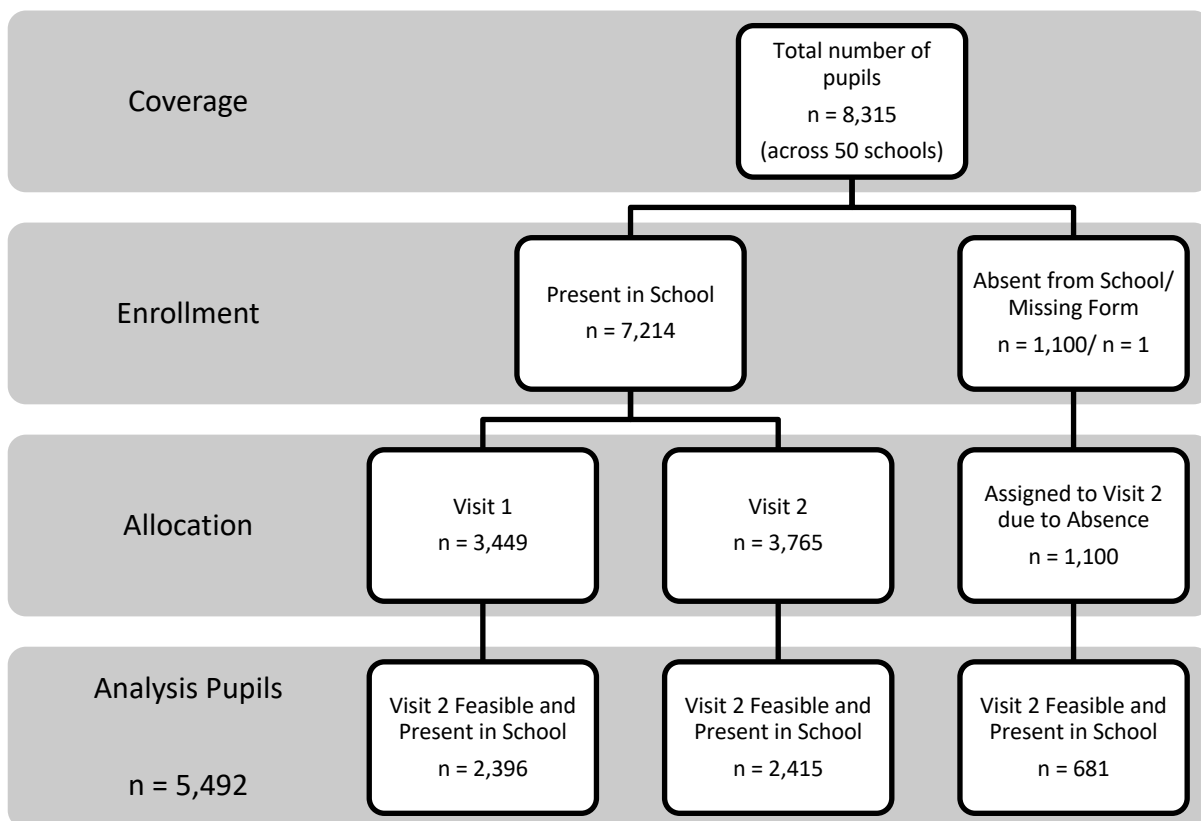 Coverage
Total number of
pupils
n = 8,315
(across 50 schools)
Enrollment
Present in School
n = 7,214
Absent from School/
Missing Form
n = 1,100/ n = 1
Allocation
Visit 1
n = 3,449
Visit 2
n = 3,765
Assigned to Visit 2
due to Absence
n = 1,100
Analysis Pupils
n = 5,492
Visit 2 Feasible and
Present in School
n = 2,396
Visit 2 Feasible and
Present in School
n = 2,415
Visit 2 Feasible and
Present in School
n = 681